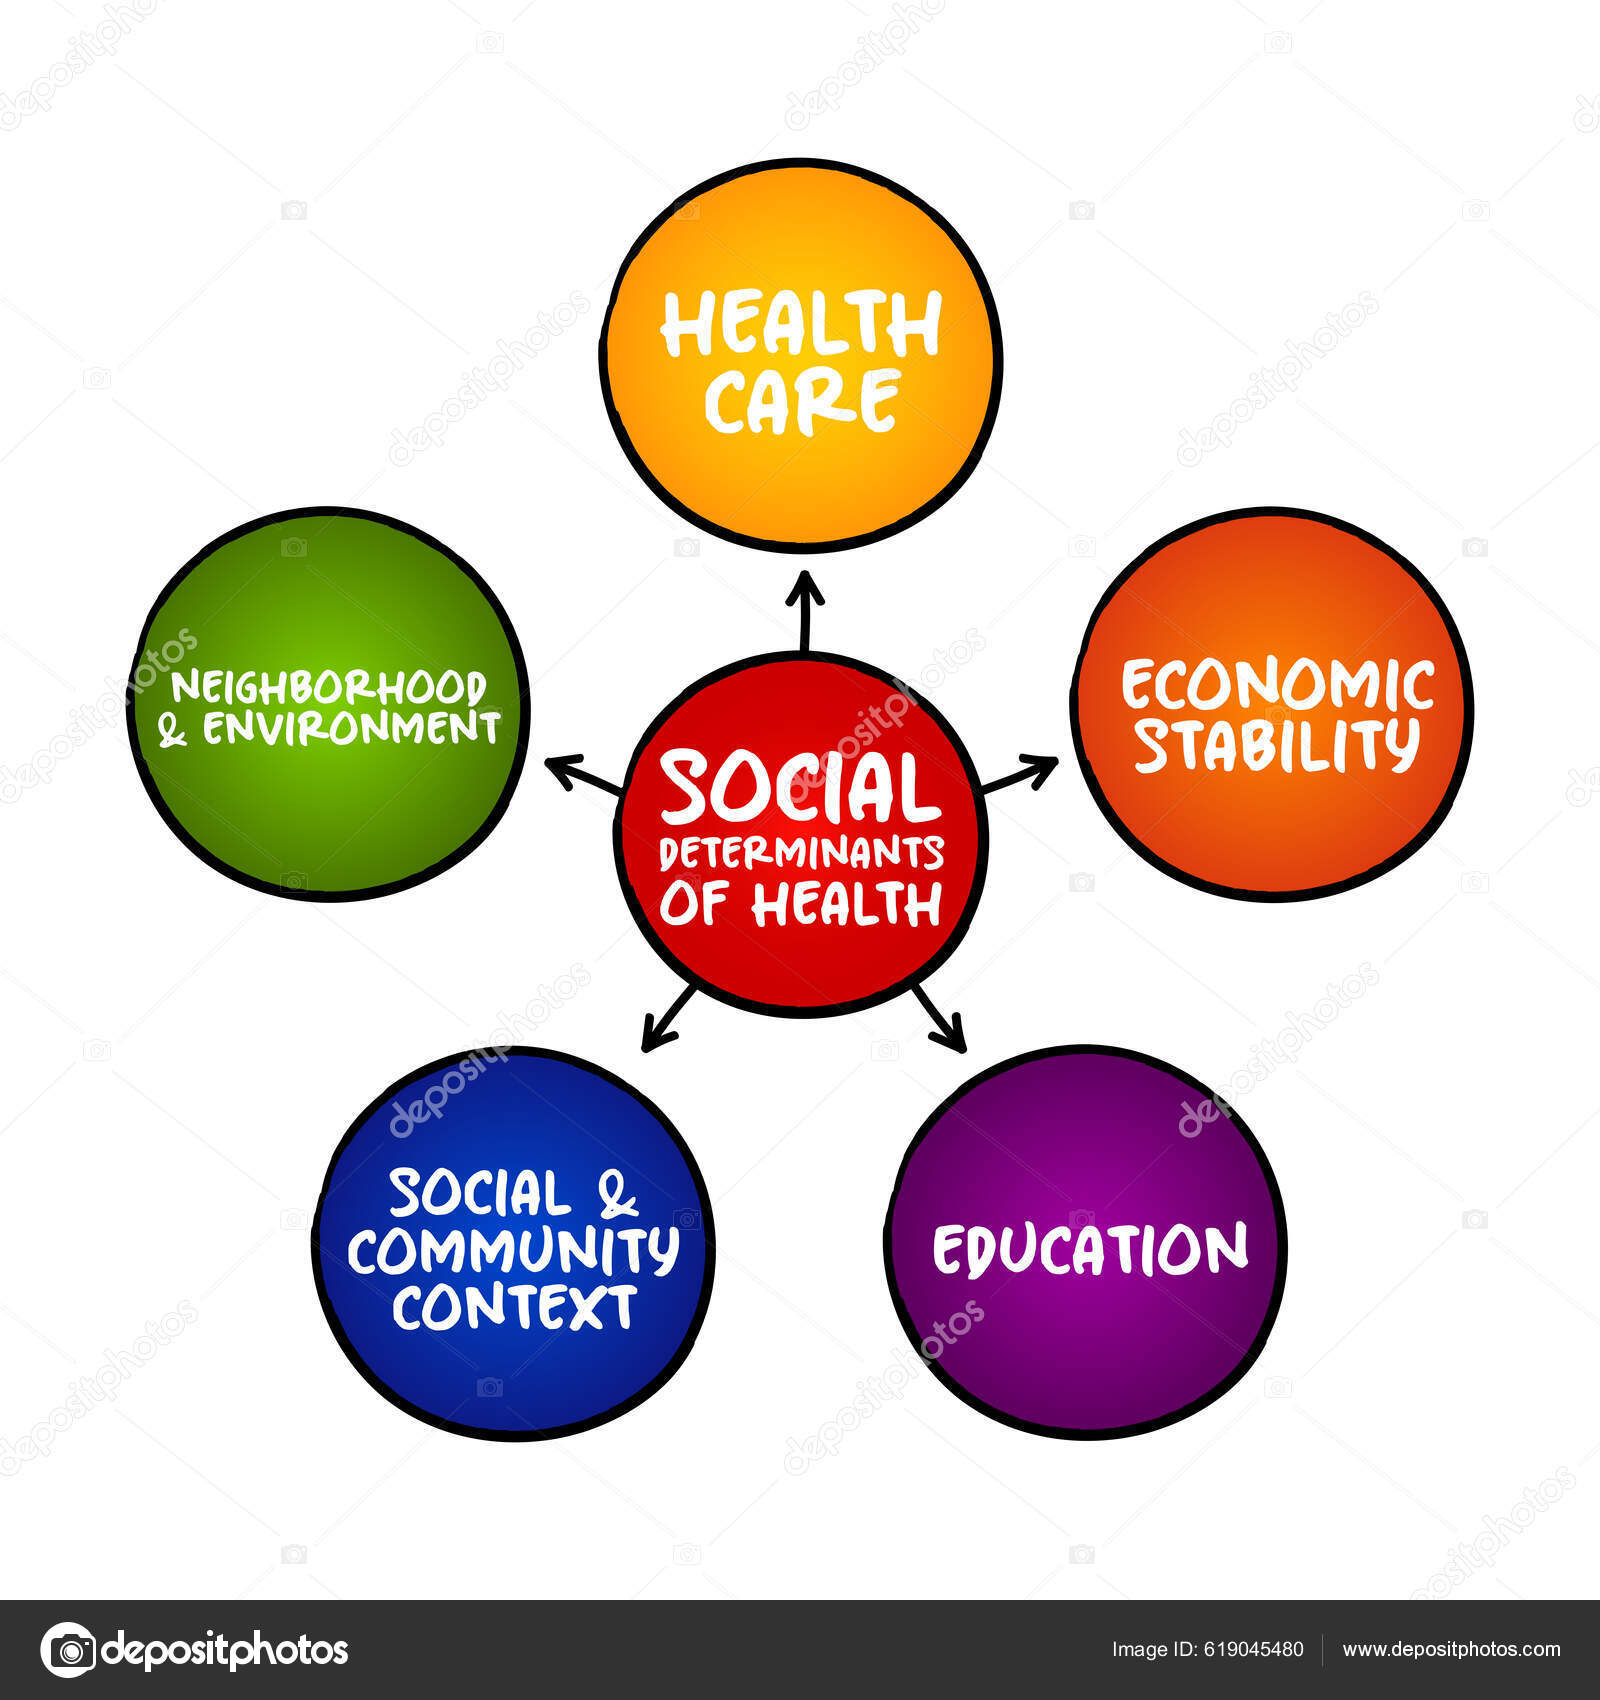 HEALTH
CARE
NEIGHBORHOOD
& ENVIRONMENT
ECONOMIC
STABILITY
SOCIAL
DETERMINANTS
OF HEALTH
SOCIAL &
COMMUNITY
CONTEXT
EDUCATION
depositphotos
Image ID: 619045480
www.depositphotos.com